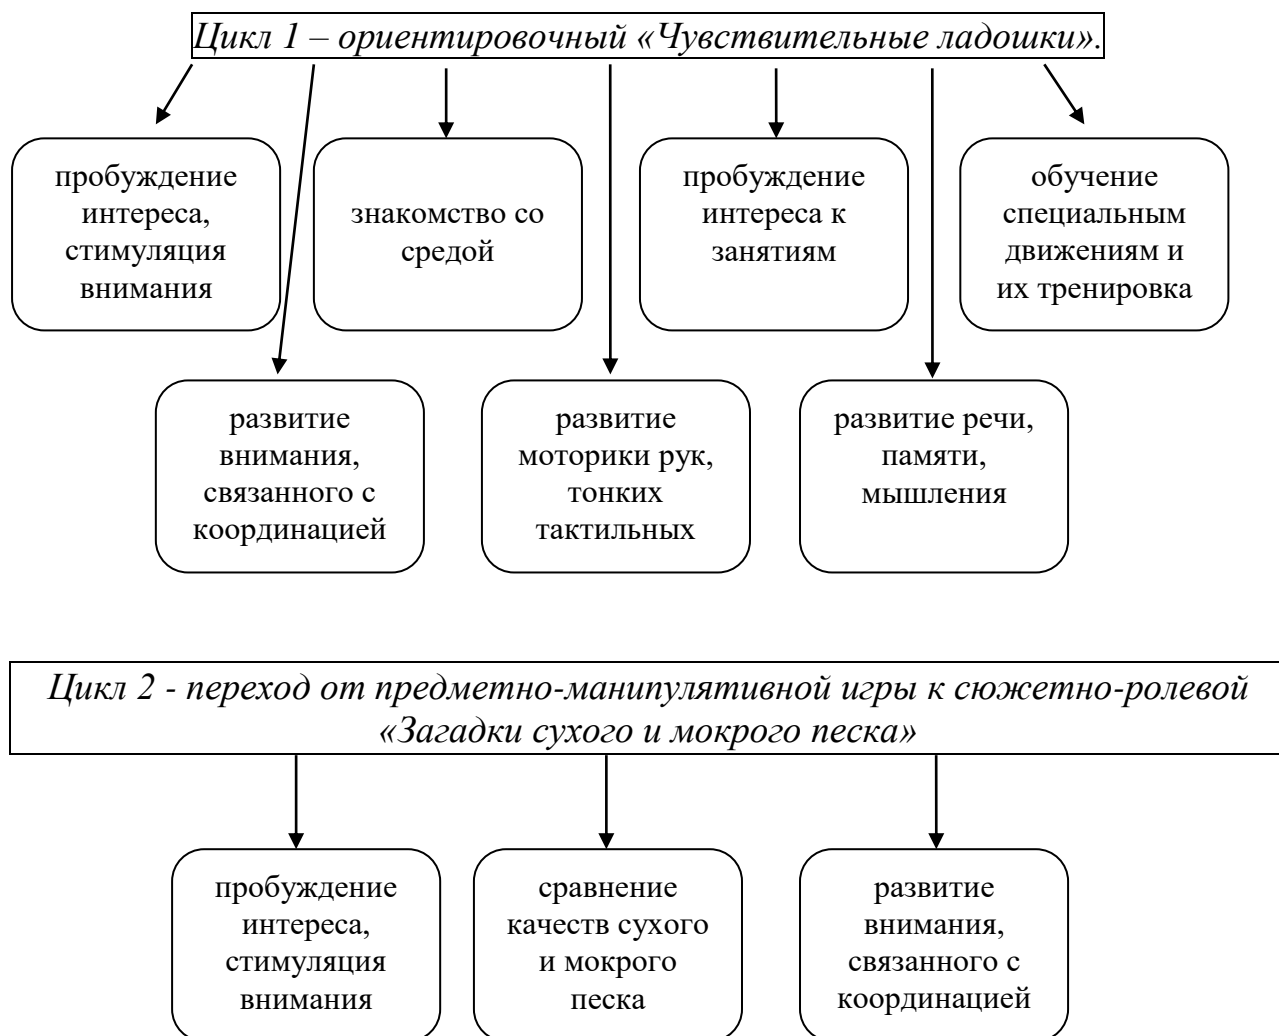 Цикл 1 – ориентировочный «Чувствительные ладошки».
пробуждение
интереса,
стимуляция
внимания
знакомство со
средой
пробуждение
интереса к
занятиям
обучение
специальным
движениям и
их тренировка
развитие
внимания,
связанного с
координацией
развитие
моторики рук,
тонких
тактильных
развитие речи,
памяти,
мышления
Цикл 2 - переход от предметно-манипулятивной игры к сюжетно-ролевой
«Загадки сухого и мокрого песка»
пробуждение
интереса,
стимуляция
внимания
сравнение
качеств сухого
и мокрого
песка
развитие
внимания,
связанного с
координацией